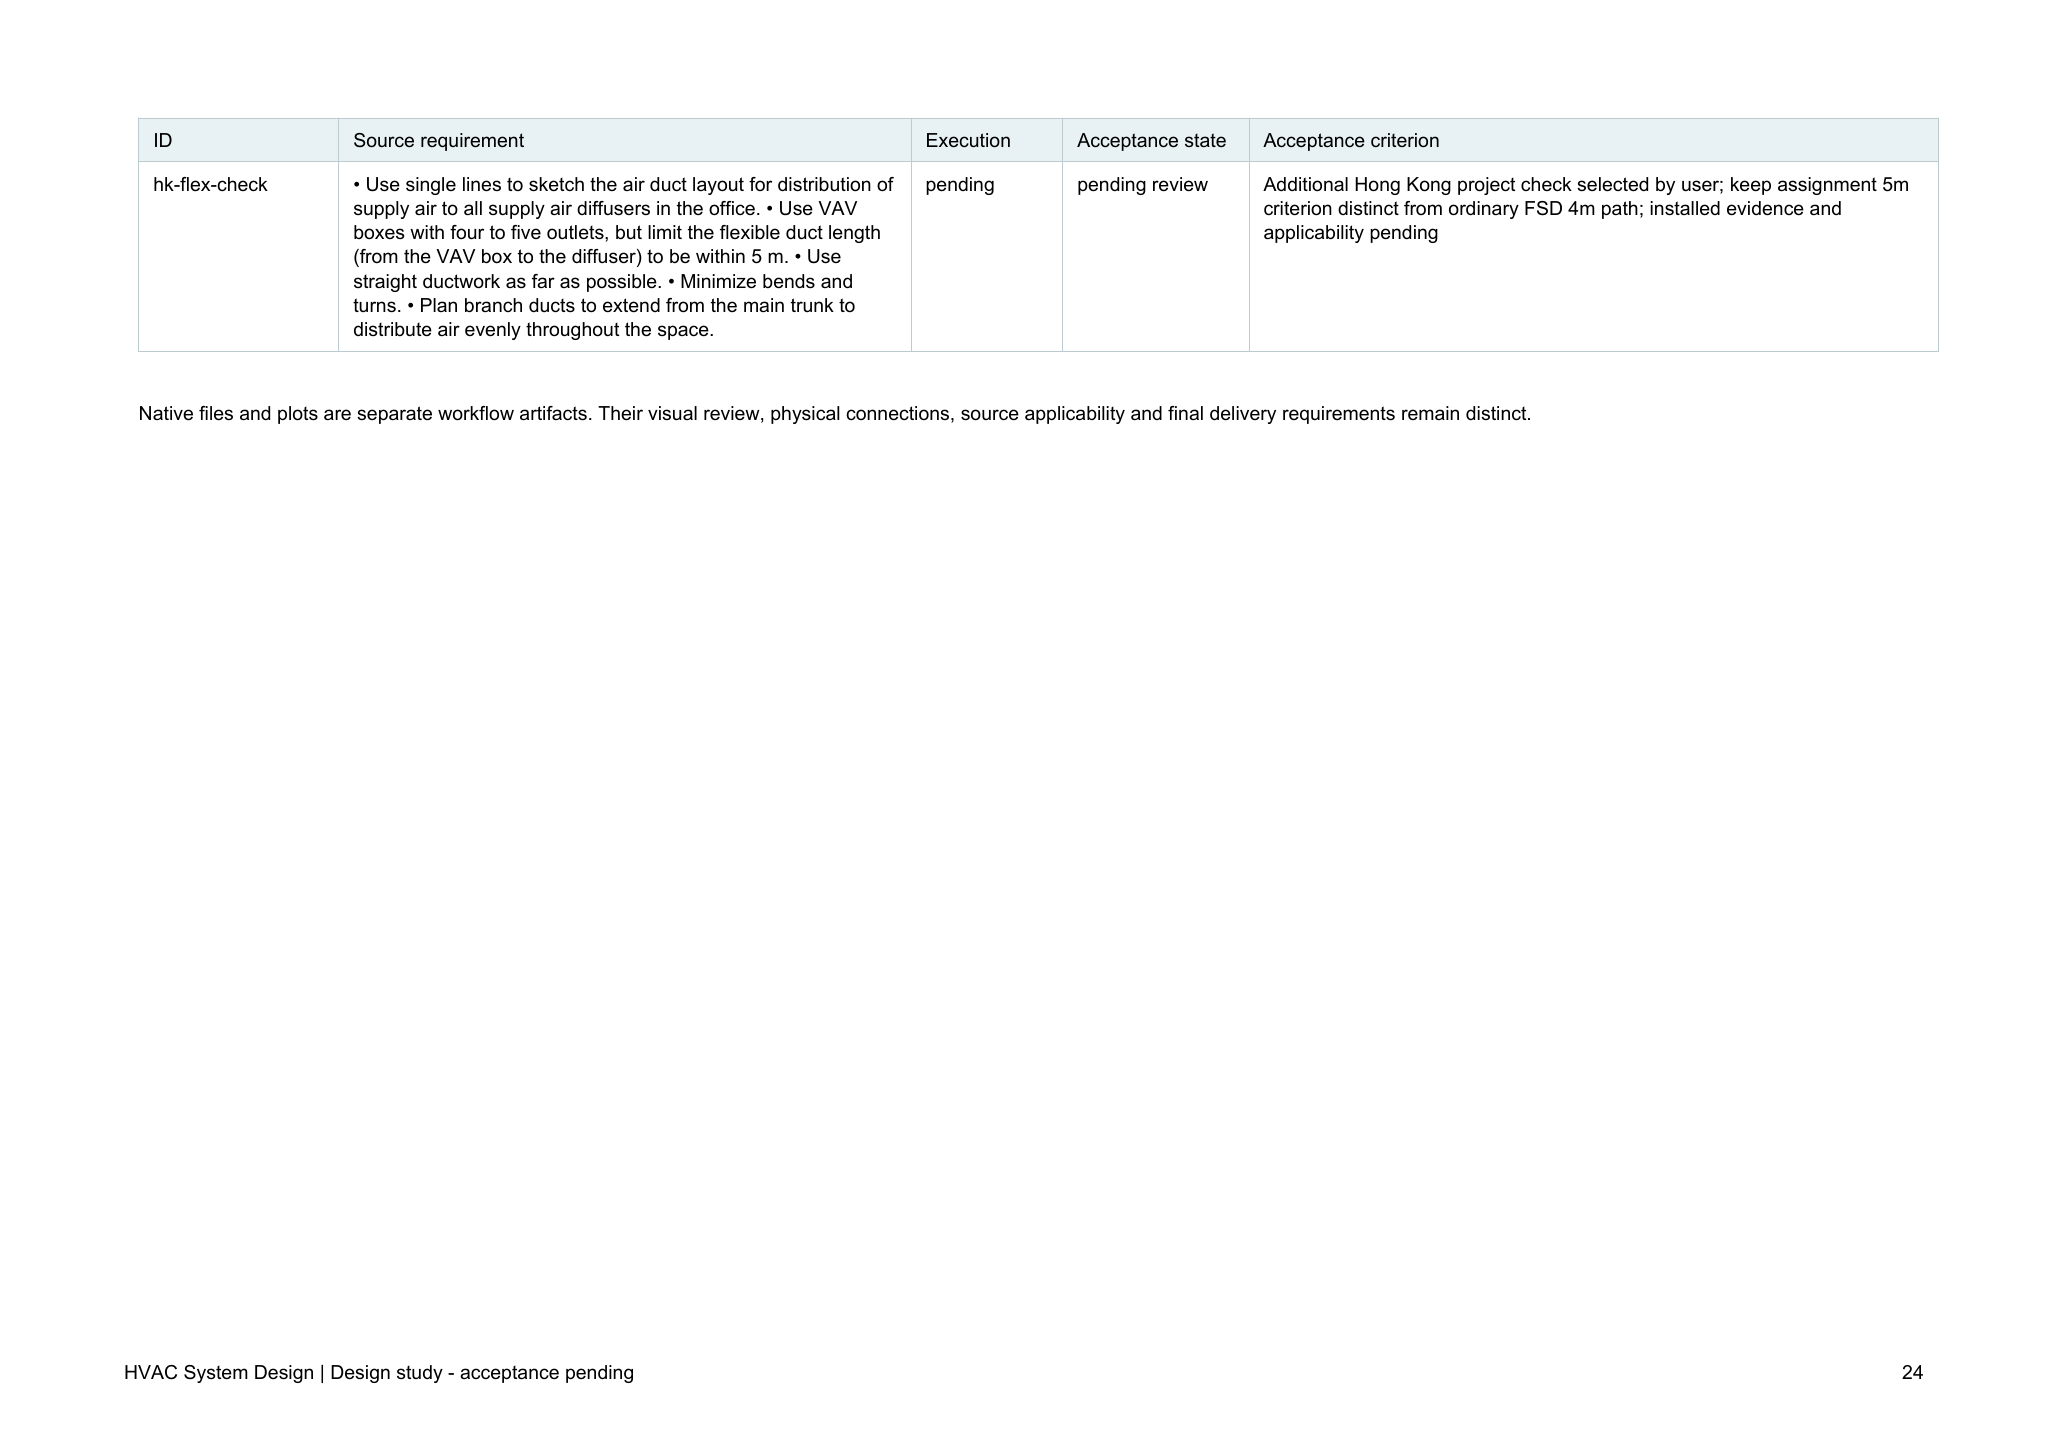 ID
Source requirement
Execution
Acceptance state
Acceptance criterion
hk-flex-check
• Use single lines to sketch the air duct layout for distribution of
supply air to all supply air diffusers in the office. • Use VAV
boxes with four to five outlets, but limit the flexible duct length
(from the VAV box to the diffuser) to be within 5 m. • Use
straight ductwork as far as possible. • Minimize bends and
turns. • Plan branch ducts to extend from the main trunk to
distribute air evenly throughout the space.
pending
pending review
Additional Hong Kong project check selected by user; keep assignment 5m
criterion distinct from ordinary FSD 4m path; installed evidence and
applicability pending
Native files and plots are separate workflow artifacts. Their visual review, physical connections, source applicability and final delivery requirements remain distinct.
HVAC System Design | Design study - acceptance pending
24